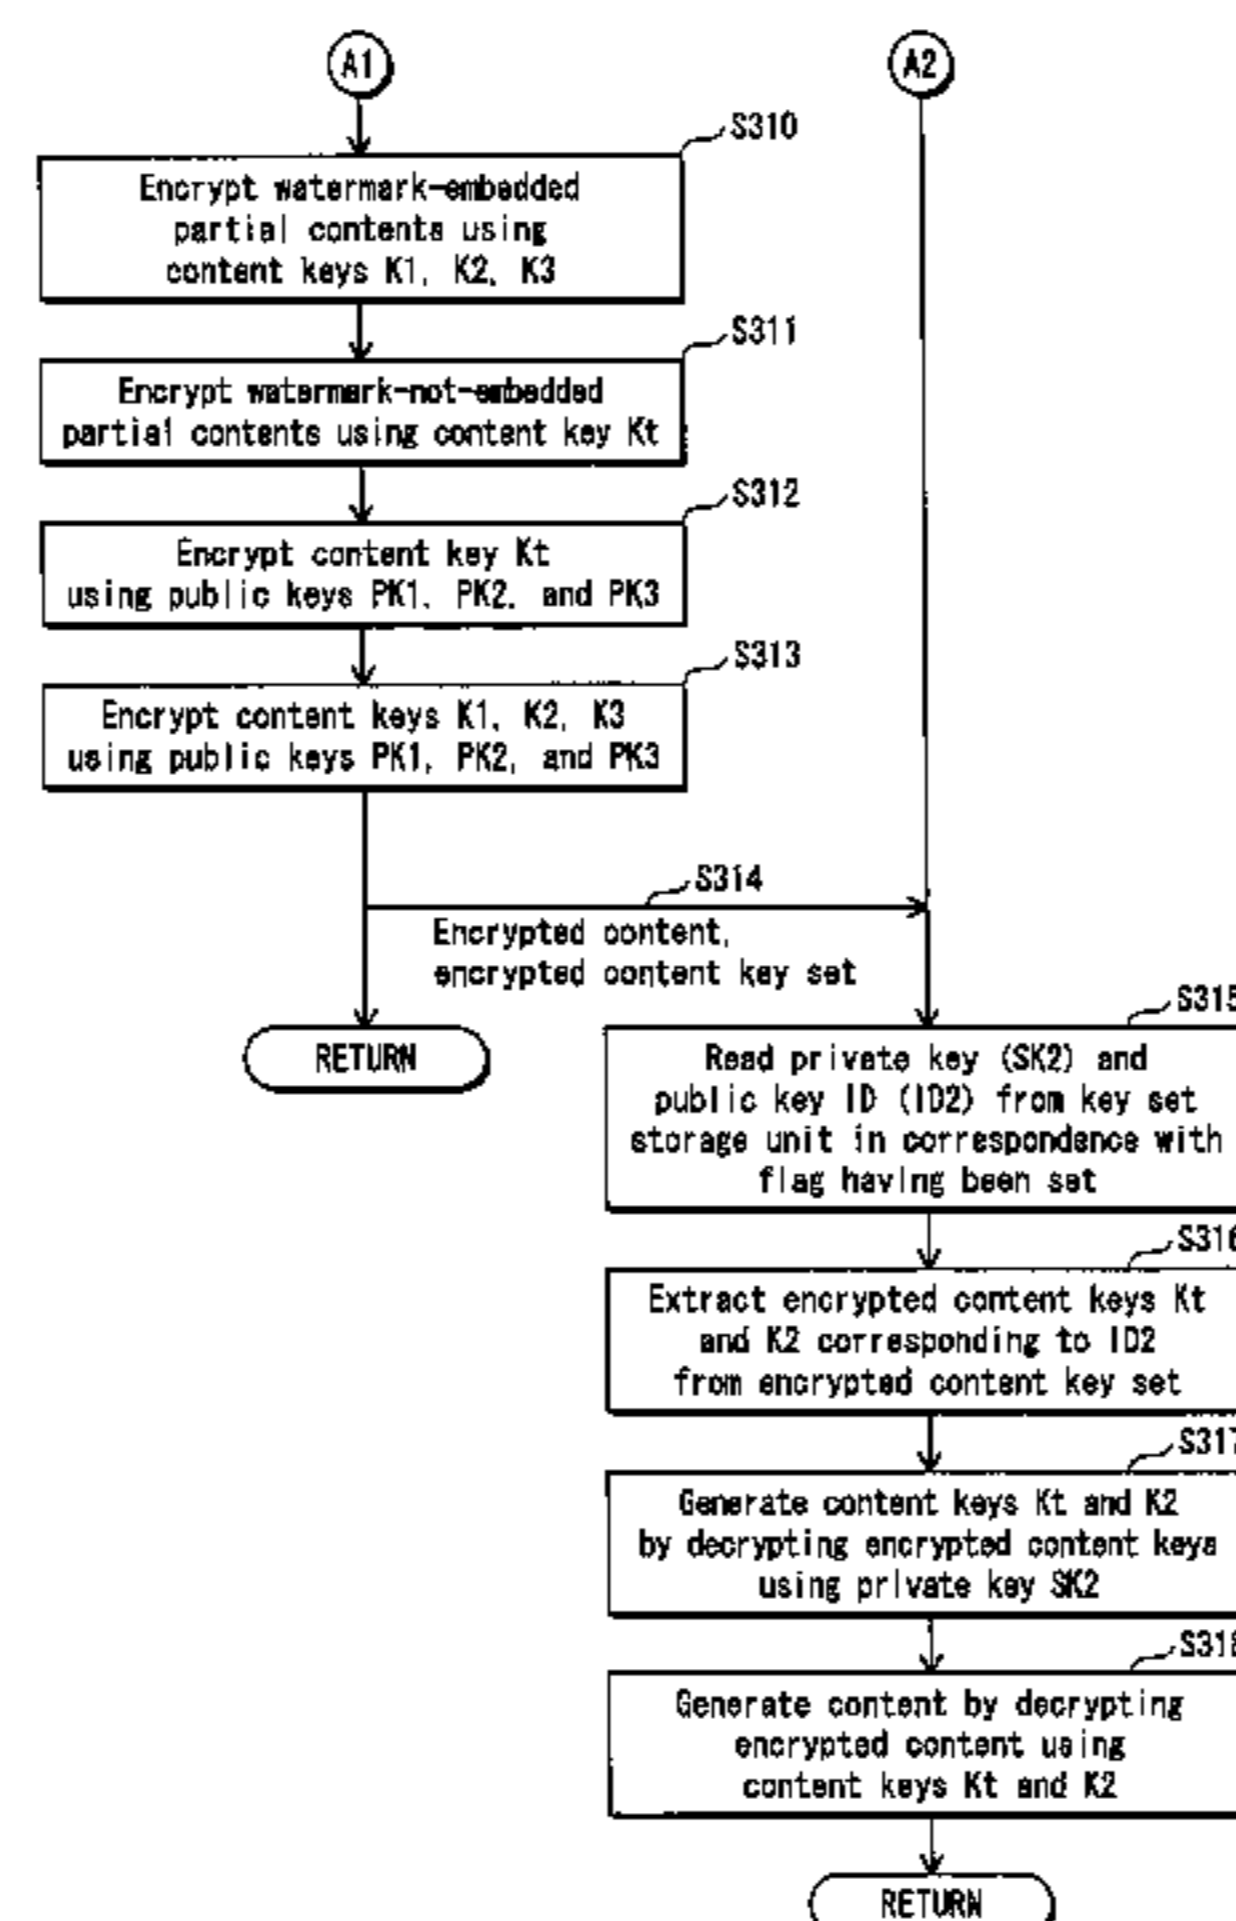 A1
A2
S310
Encrypt watermark-embedded
partial contents using
content keys K1, K2, K3
S311
Encrypt watermark-not-embedded
partial contents using content key Kt
S312
Encrypt content key Kt
using public keys PK1, PK2, and PK3
S313
Encrypt content keys K1, K2, K3
using public keys PK1, PK2, and PK3
S314
Encrypted content,
encrypted content key set
RETURN
S315
Read private key (SK2) and
public key ID (ID2) from key set
storage unit in correspondence with
flag having been set
S316
Extract encrypted content keys Kt
and K2 corresponding to ID2
from encrypted content key set
S317
Generate content keys Kt and K2
by decrypting encrypted content keys
using private key SK2
S318
Generate content by decrypting
encrypted content using
content keys Kt and K2
RETURN